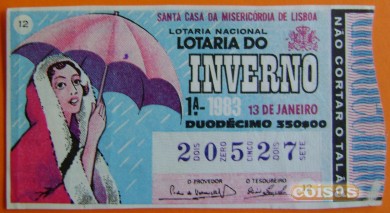 12
SANTA CASA DA MISERICÓRDIA DE LISBOA
LOTARIA NACIONAL
LOTARIA DO
INVERNO
1ª-1983 13 DE JANEIRO
DUODÉCIMO 350$00
2 0 5 2 7
DOIS ZERO CINCO DOIS SETE
O PROVEDOR O TESOUREIRO
NÃO CORTAR O TALÃO
coisas